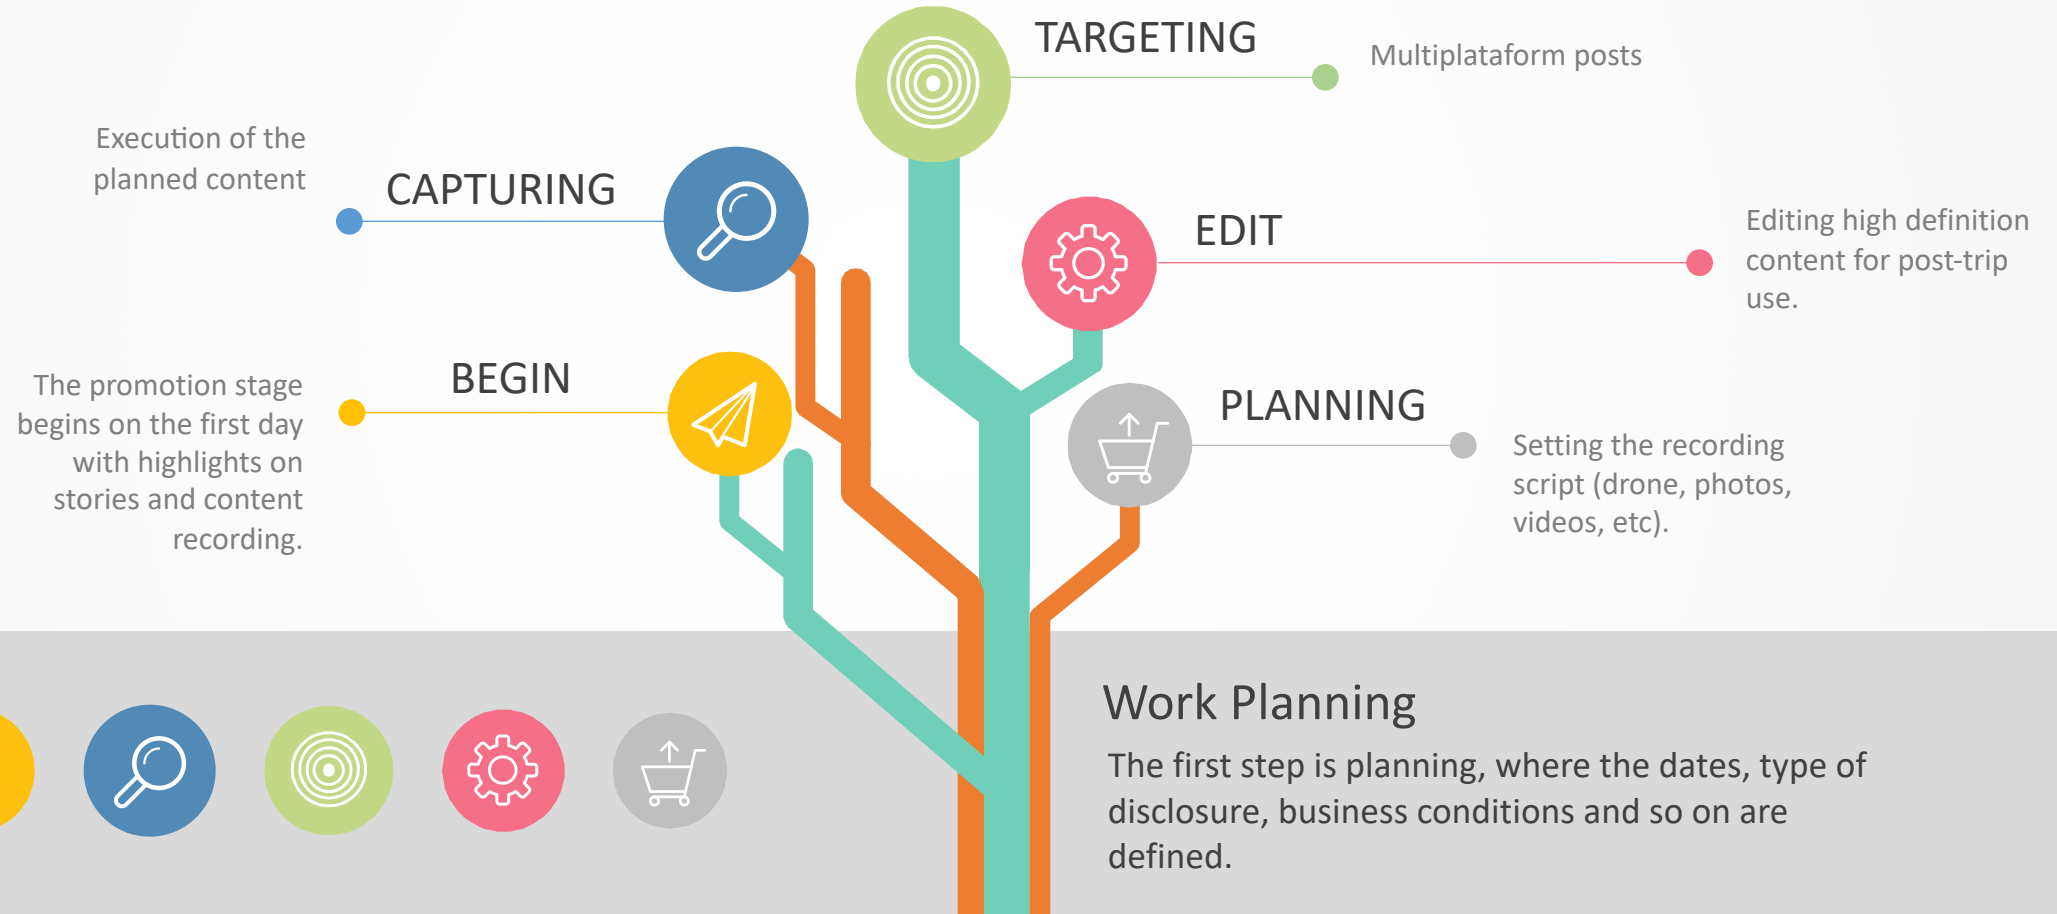 TARGETING
Multiplataform posts
Execution of the
planned content
CAPTURING
EDIT
Editing high definition
content for post-trip
use.
BEGIN
The promotion stage
begins on the first day
with highlights on
stories and content
recording.
PLANNING
Setting the recording
script (drone, photos,
videos, etc).
Work Planning
The first step is planning, where the dates, type of
disclosure, business conditions and so on are
defined.